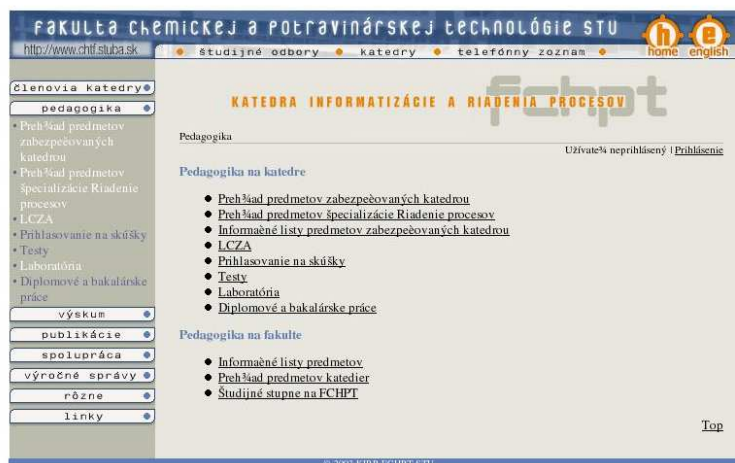 fakulta chemickej a potravinárskej technológie STU
http://www.chtf.stuba.sk
študijné odbory katedry telefónny zoznam
home english
členovia katedry
pedagogika
• Preh¾ad predmetov
zabezpeèovaných
katedrou
• Preh¾ad predmetov
špecializácie Riadenie
procesov
• LCZA
• Prihlasovanie na skúšky
• Testy
• Laboratória
• Diplomové a bakalárske
práce
výskum
publikácie
spolupráca
výročné správy
rôzne
linky
fchpt
KATEDRA INFORMATIZÁCIE A RIADENIA PROCESOV
Pedagogika
Užívate¾ neprihlásený | Prihlásenie
Pedagogika na katedre
Preh¾ad predmetov zabezpeèovaných katedrou
Preh¾ad predmetov špecializácie Riadenie procesov
Informaèné listy predmetov zabezpeèovaných katedrou
LCZA
Prihlasovanie na skúšky
Testy
Laboratória
Diplomové a bakalárske práce
Pedagogika na fakulte
Informaèné listy predmetov
Preh¾ad predmetov katedier
Študijné stupne na FCHPT
Top